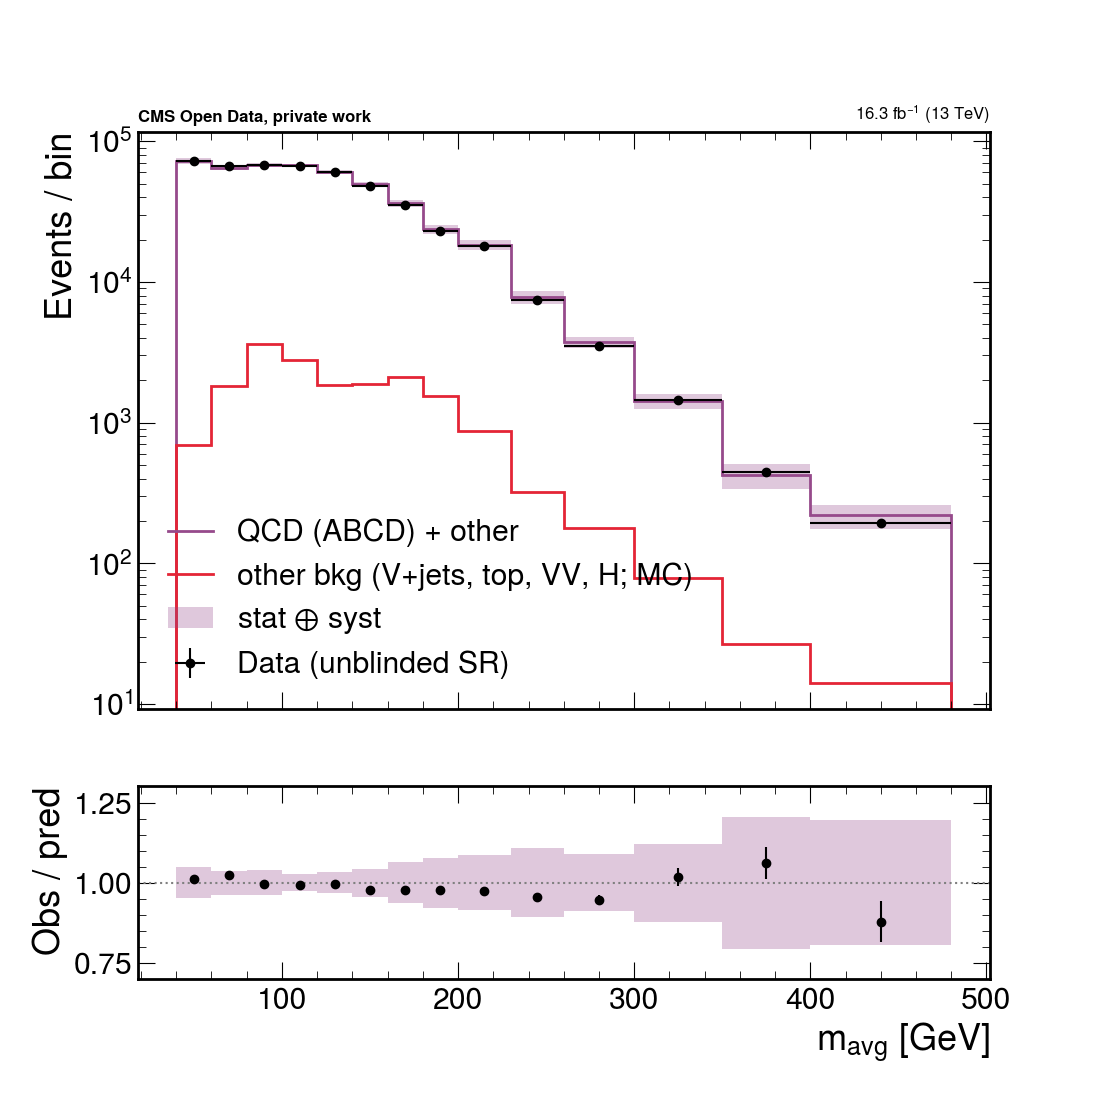 CMS Open Data, private work
16.3 fb⁻¹ (13 TeV)
Events / bin
10⁵
10⁴
10³
10²
10¹
QCD (ABCD) + other
other bkg (V+jets, top, VV, H; MC)
stat ⊕ syst
Data (unblinded SR)
Obs / pred
1.25
1.00
0.75
100 200 300 400 500
m_avg [GeV]